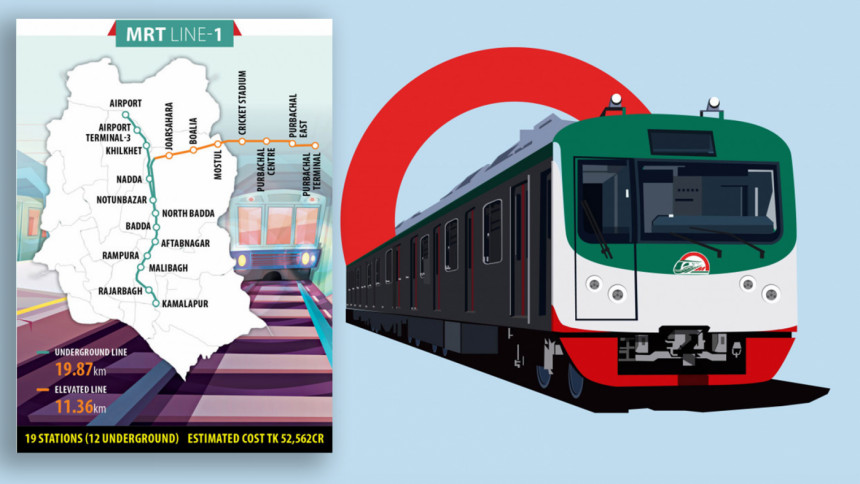 MRT LINE-1
AIRPORT
AIRPORT
TERMINAL-3
KHILKHET
NADDA
NOTUNBAZAR
NORTH BADDA
BADDA
AFTABNAGAR
RAMPURA
MALIBAGH
RAJARBAGH
KAMALAPUR
JOARSAHARA
BOALIA
MOSTUL
CRICKET STADIUM
PURBACHAL
CENTRE
PURBACHAL
EAST
PURBACHAL
TERMINAL
UNDERGROUND LINE
19.87km
ELEVATED LINE
11.36km
19 STATIONS (12 UNDERGROUND) ESTIMATED COST TK 52,562CR